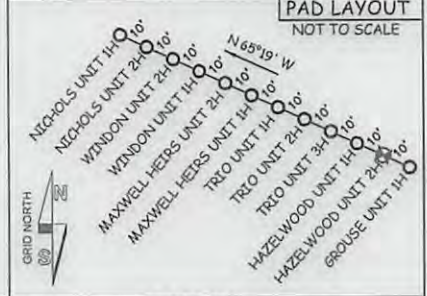 PAD LAYOUT
NOT TO SCALE
N 65°19' W
10'
10'
10'
10'
10'
10'
10'
10'
10'
10'
10'
NICHOLS UNIT 1H
NICHOLS UNIT 2H
WINDON UNIT 2H
WINDON UNIT 1H
MAXWELL HEIRS UNIT 2H
MAXWELL HEIRS UNIT 1H
TRIO UNIT 1H
TRIO UNIT 2H
TRIO UNIT 3H
HAZELWOOD UNIT 1H
HAZELWOOD UNIT 2H
GROUSE UNIT 1H
GRID NORTH
N
S